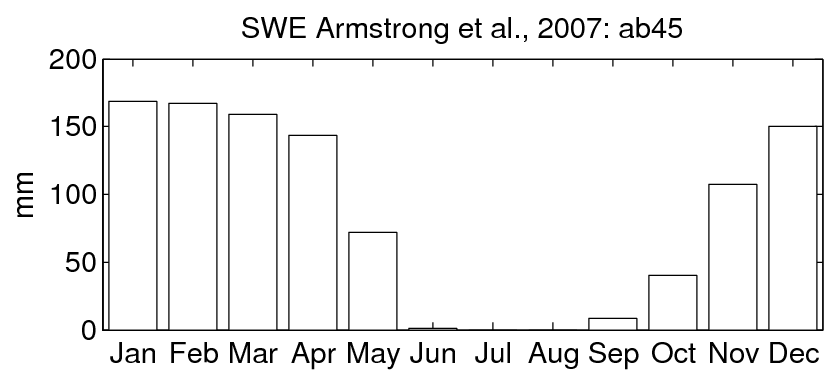 SWE Armstrong et al., 2007: ab45
200
150
100
50
0
mm
Jan Feb Mar Apr May Jun Jul Aug Sep Oct Nov Dec